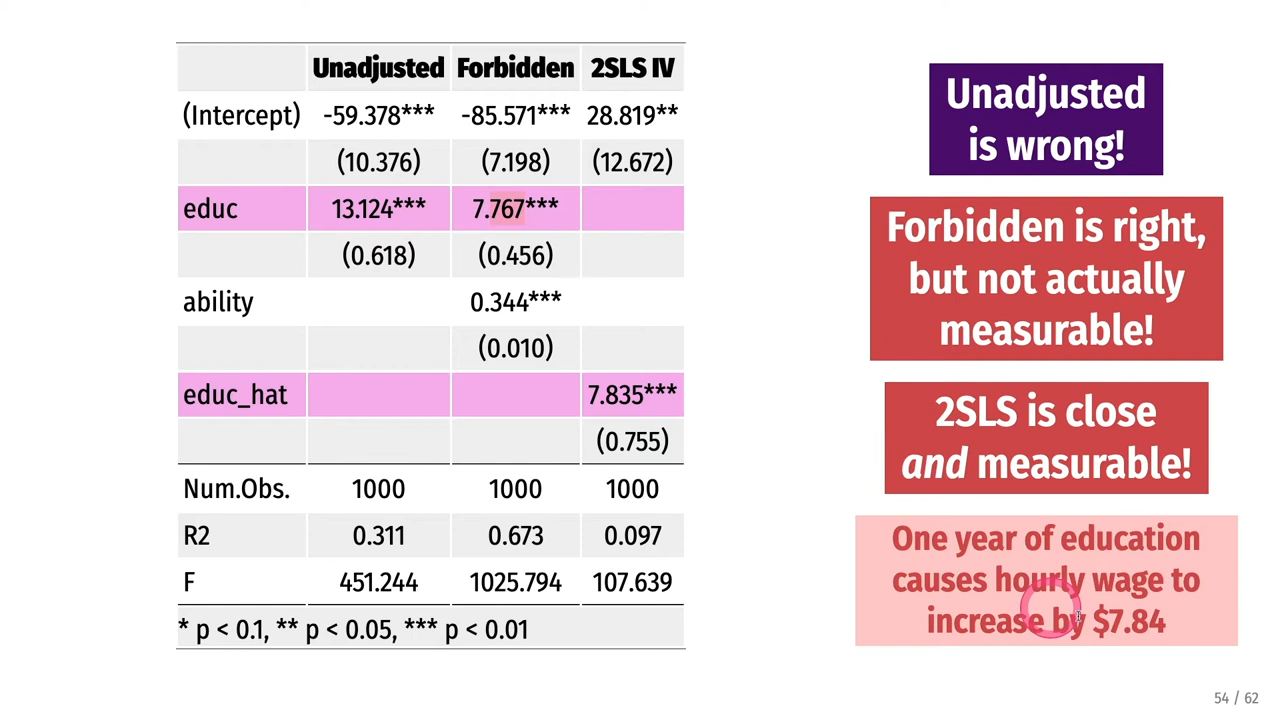 Unadjusted Forbidden 2SLS IV
(Intercept) -59.378*** -85.571*** 28.819**
(10.376) (7.198) (12.672)
educ 13.124*** 7.767***
(0.618) (0.456)
ability 0.344***
(0.010)
educ_hat 7.835***
(0.755)
Num.Obs. 1000 1000 1000
R2 0.311 0.673 0.097
F 451.244 1025.794 107.639
* p < 0.1, ** p < 0.05, *** p < 0.01
Unadjusted
is wrong!
Forbidden is right,
but not actually
measurable!
2SLS is close
and measurable!
One year of education
causes hourly wage to
increase by $7.84
54 / 62